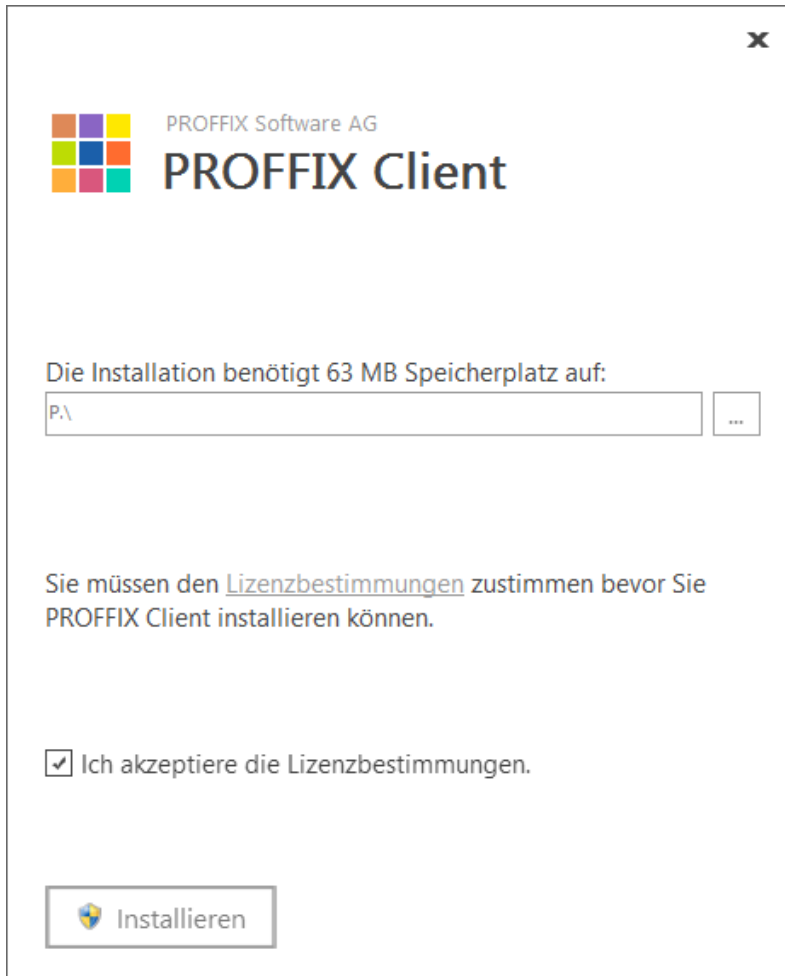 PROFFIX Software AG
PROFFIX Client
Die Installation benötigt 63 MB Speicherplatz auf:
P.\
...
Sie müssen den Lizenzbestimmungen zustimmen bevor Sie
PROFFIX Client installieren können.
Ich akzeptiere die Lizenzbestimmungen.
Installieren